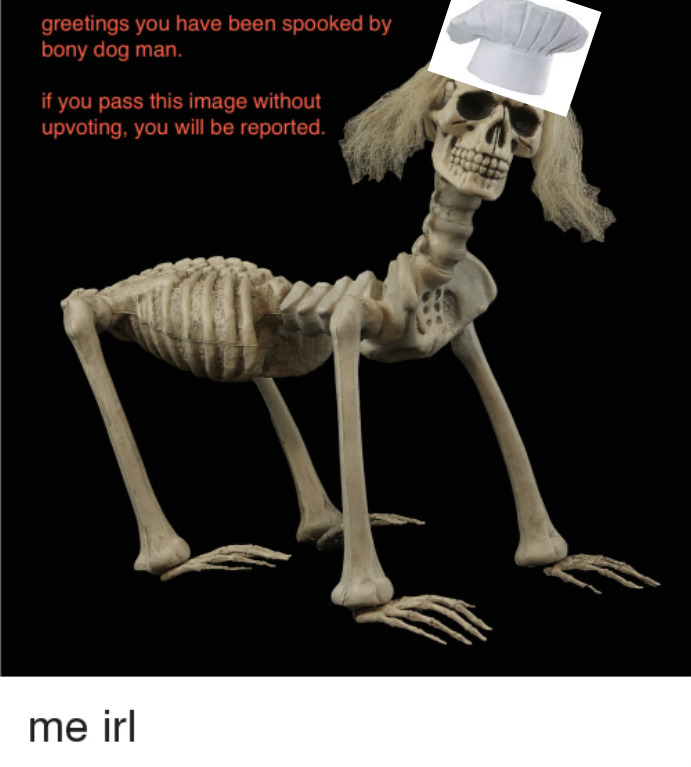 greetings you have been spooked by
bony dog man.
if you pass this image without
upvoting, you will be reported.
me irl